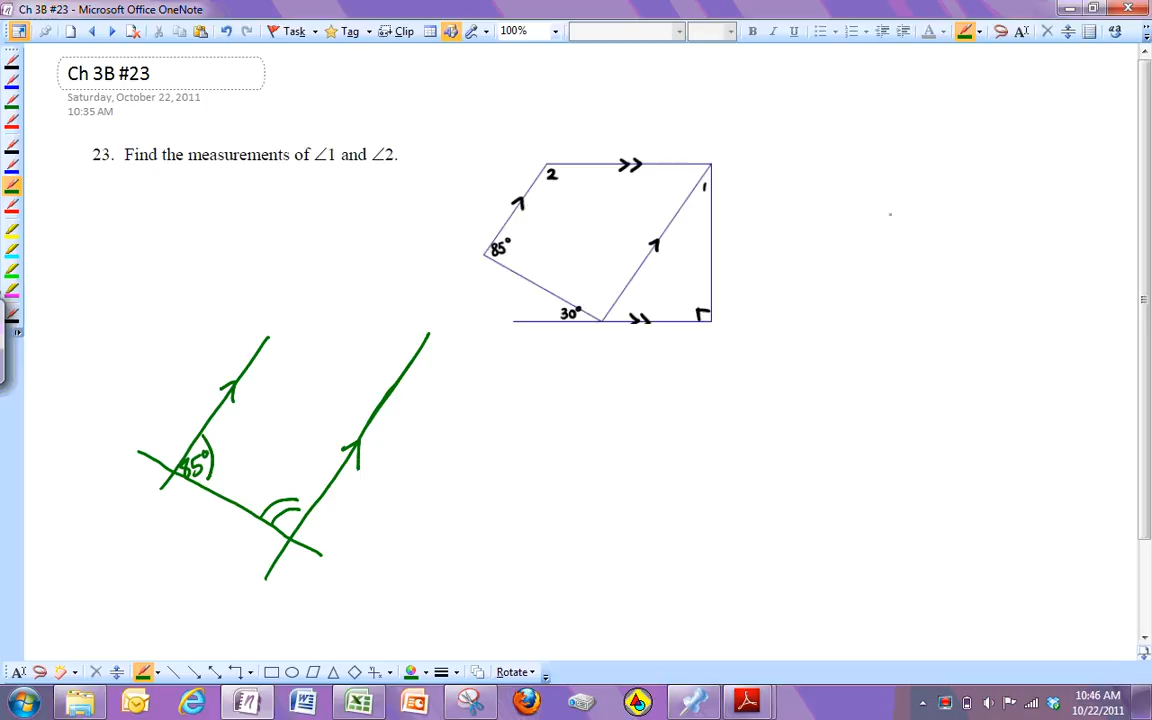 Ch 3B #23 - Microsoft Office OneNote
Task Tag Clip 100% B I U A
Ch 3B #23
Saturday, October 22, 2011
10:35 AM
23. Find the measurements of ∠1 and ∠2.
2
1
85°
30°
85°
Rotate
10:46 AM
10/22/2011